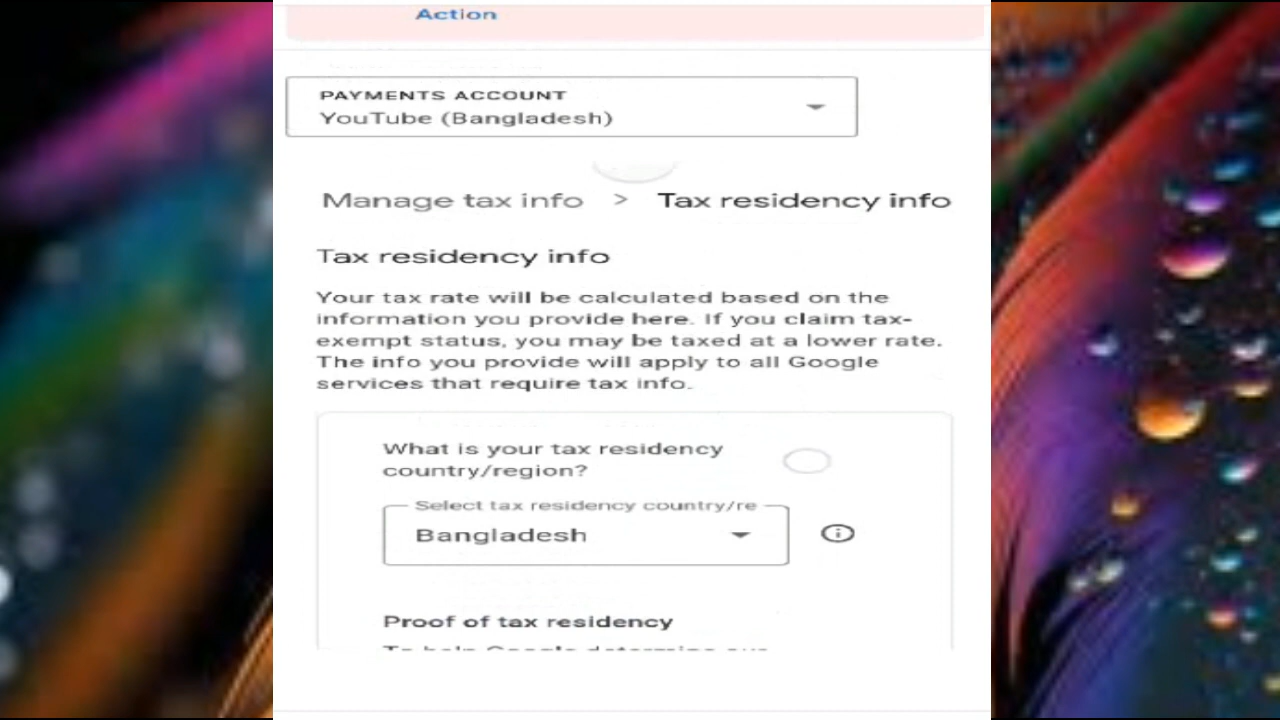 Action
PAYMENTS ACCOUNT
YouTube (Bangladesh)
Manage tax info > Tax residency info
Tax residency info
Your tax rate will be calculated based on the
information you provide here. If you claim tax-
exempt status, you may be taxed at a lower rate.
The info you provide will apply to all Google
services that require tax info.
What is your tax residency
country/region?
Select tax residency country/re
Bangladesh
Proof of tax residency